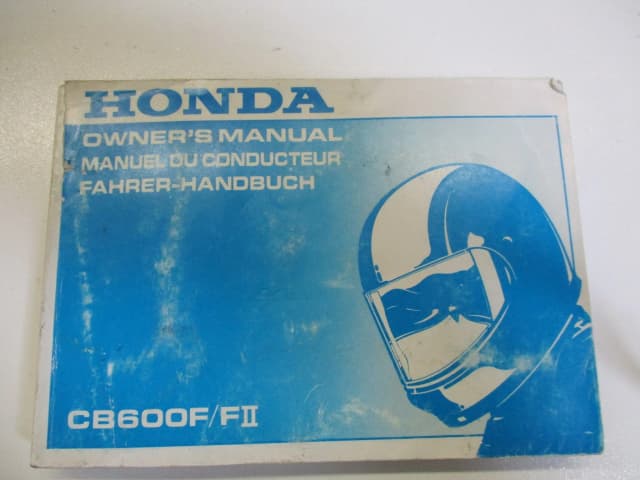 HONDA
OWNER'S MANUAL
MANUEL DU CONDUCTEUR
FAHRER-HANDBUCH
CB600F/FII